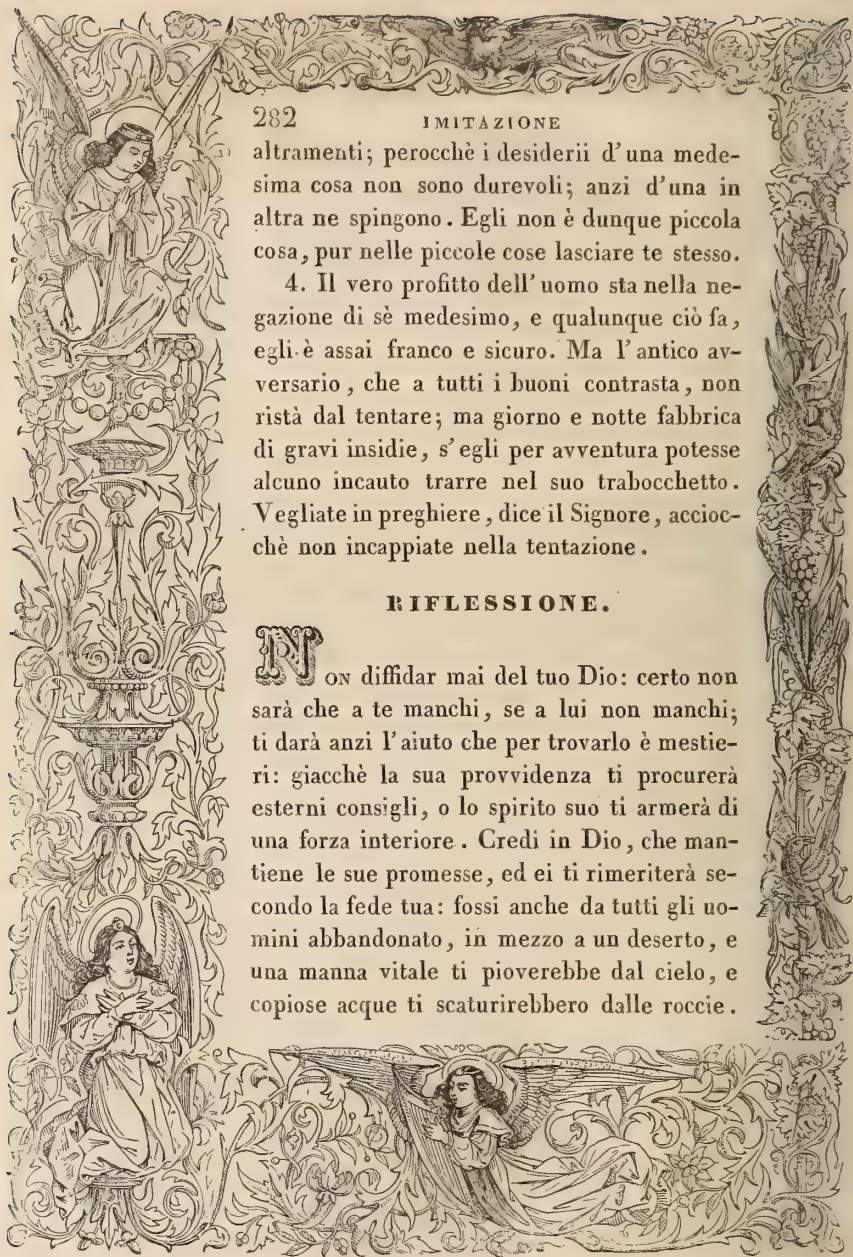 282 IMITAZIONE
altramenti; perocchè i desiderii d'una mede-
sima cosa non sono durevoli; anzi d'una in
altra ne spingono. Egli non è dunque piccola
cosa, pur nelle piccole cose lasciare te stesso.
4. Il vero profitto dell'uomo sta nella ne-
gazione di sè medesimo, e qualunque ciò fa,
egli è assai franco e sicuro. Ma l'antico av-
versario, che a tutti i buoni contrasta, non
ristà dal tentare; ma giorno e notte fabbrica
di gravi insidie, s'egli per avventura potesse
alcuno incauto trarre nel suo trabocchetto.
Vegliate in preghiere, dice il Signore, accioc-
chè non incappiate nella tentazione.
RIFLESSIONE.
NON diffidar mai del tuo Dio: certo non
sarà che a te manchi, se a lui non manchi;
ti darà anzi l'aiuto che per trovarlo è mestie-
ri: giacchè la sua provvidenza ti procurerà
esterni consigli, o lo spirito suo ti armerà di
una forza interiore. Credi in Dio, che man-
tiene le sue promesse, ed ei ti rimeriterà se-
condo la fede tua: fossi anche da tutti gli uo-
mini abbandonato, in mezzo a un deserto, e
una manna vitale ti pioverebbe dal cielo, e
copiose acque ti scaturirebbero dalle roccie.